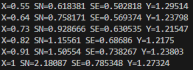 X=0.55 SN=0.618381 SE=0.502818 Y=1.29514
X=0.64 SN=0.758171 SE=0.569374 Y=1.23798
X=0.73 SN=0.928666 SE=0.630535 Y=1.21547
X=0.82 SN=1.15561 SE=0.68686 Y=1.2175
X=0.91 SN=1.50554 SE=0.738267 Y=1.23803
X=1 SN=2.18087 SE=0.785348 Y=1.27324